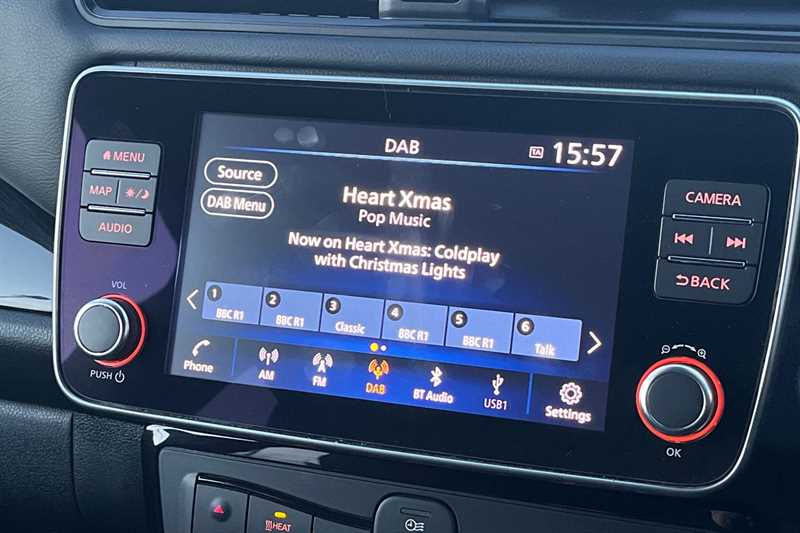 DAB
TA
15:57
MENU
MAP
AUDIO
VOL
PUSH
Source
DAB Menu
Heart Xmas
Pop Music
Now on Heart Xmas: Coldplay
with Christmas Lights
1 2 3 4 5 6
BBC R1 BBC R1 Classic BBC R1 BBC R1 Talk
Phone AM FM DAB BT Audio USB1 Settings
CAMERA
BACK
OK
HEAT